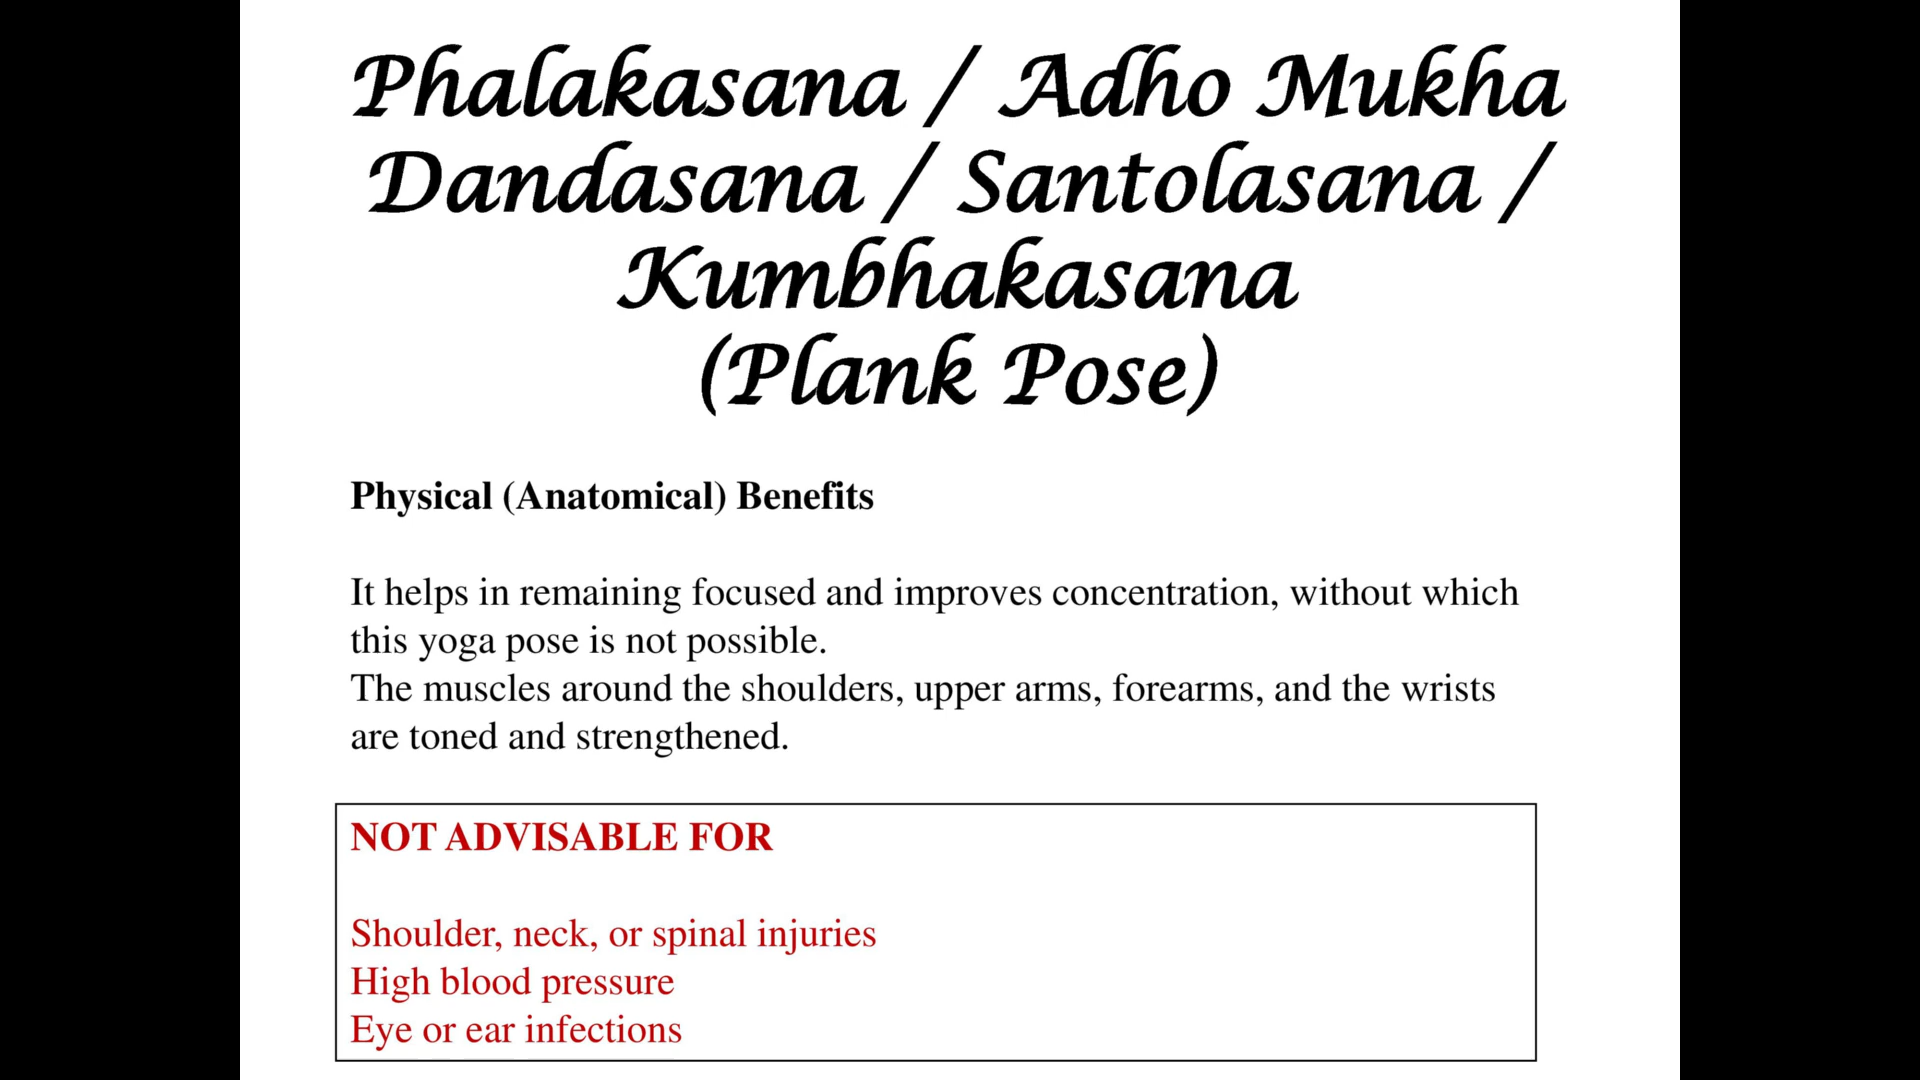 Phalakasana / Adho Mukha
Dandasana / Santolasana /
Kumbhakasana
(Plank Pose)
Physical (Anatomical) Benefits
It helps in remaining focused and improves concentration, without which
this yoga pose is not possible.
The muscles around the shoulders, upper arms, forearms, and the wrists
are toned and strengthened.
NOT ADVISABLE FOR
Shoulder, neck, or spinal injuries
High blood pressure
Eye or ear infections